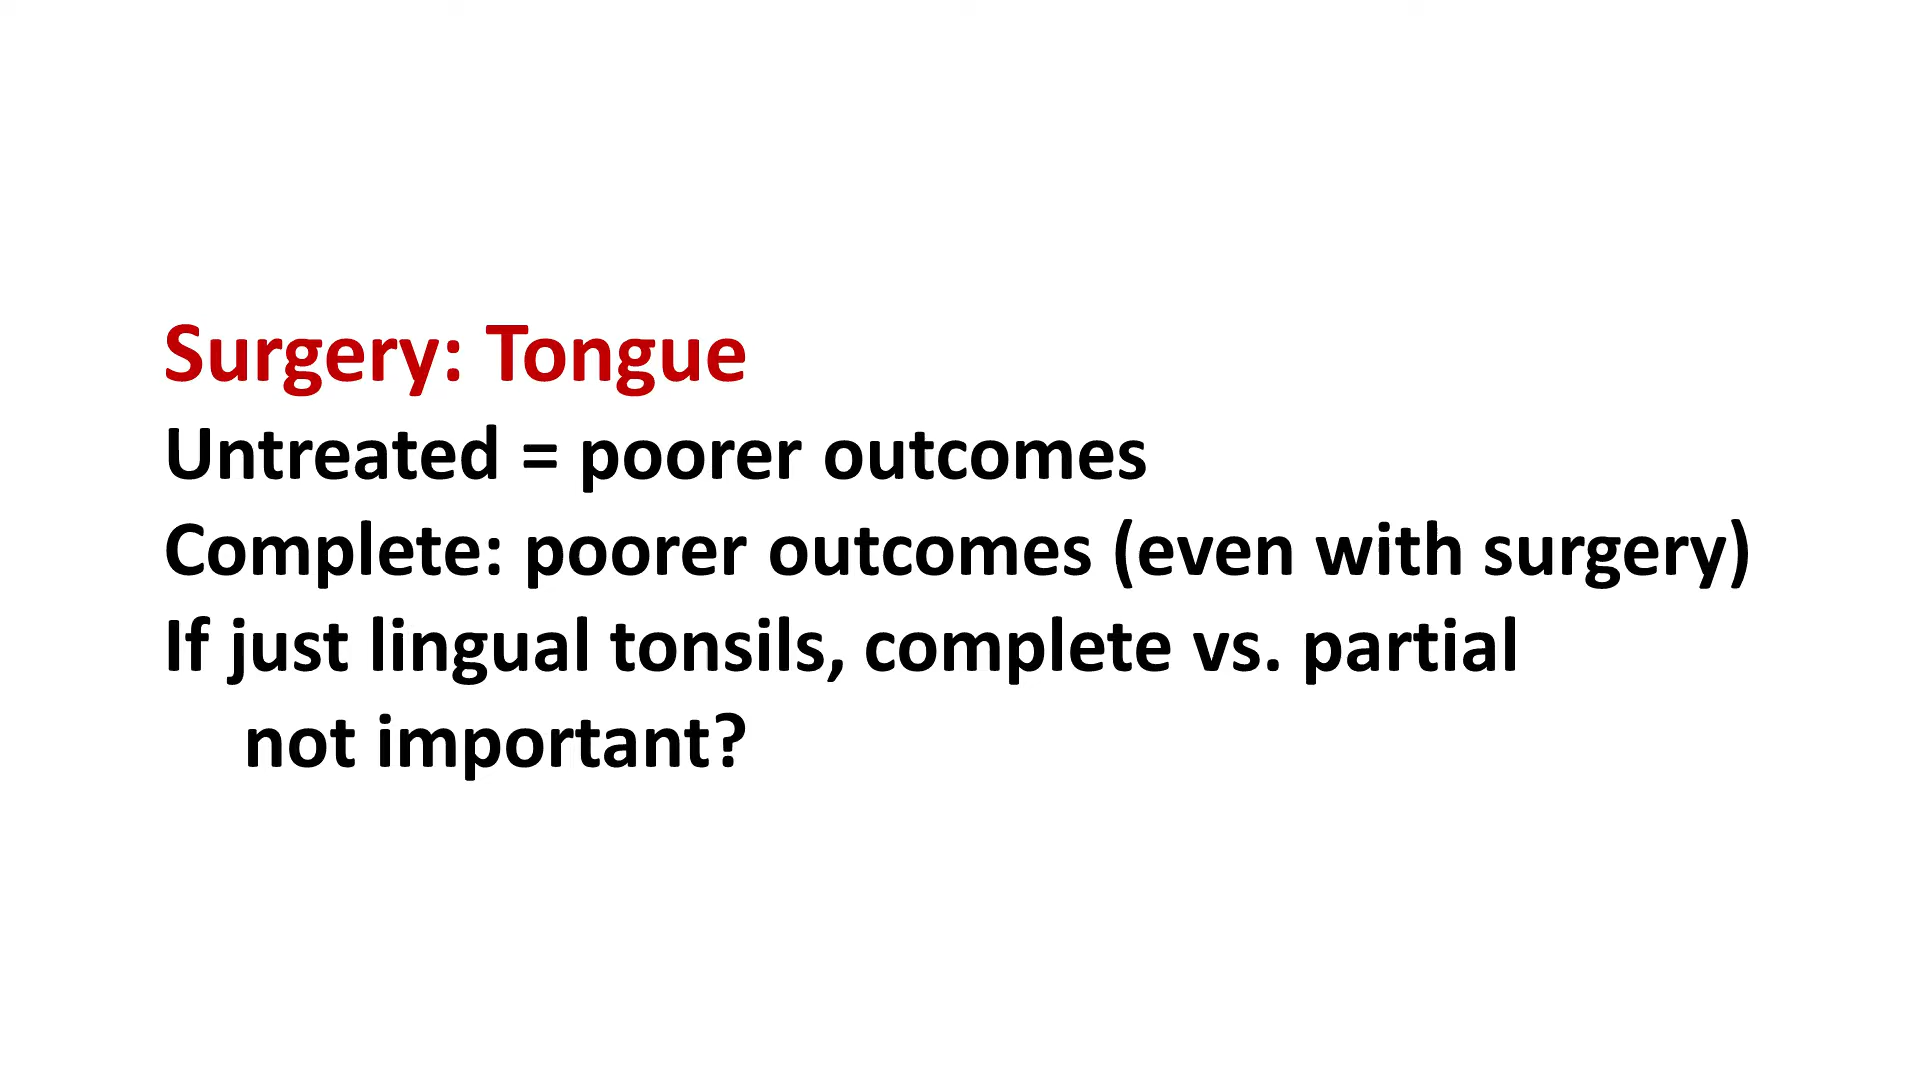 Surgery: Tongue
Untreated = poorer outcomes
Complete: poorer outcomes (even with surgery)
If just lingual tonsils, complete vs. partial
not important?